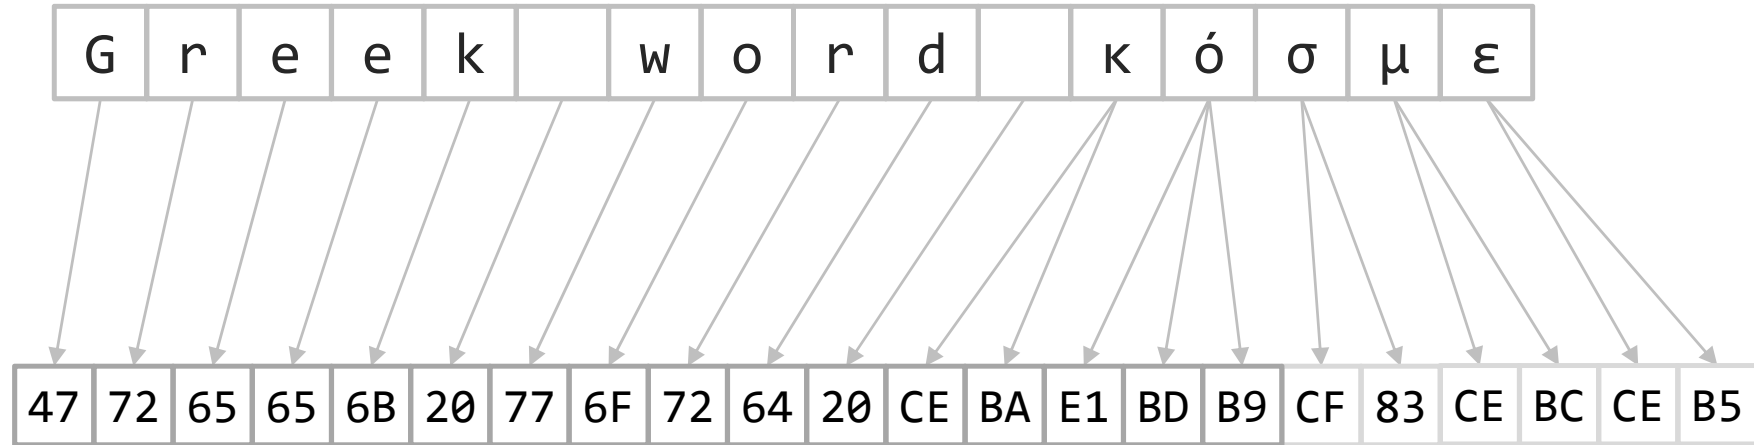 Greek word κόσμε
47 72 65 65 6B 20 77 6F 72 64 20 CE BA E1 BD B9 CF 83 CE BC CE B5